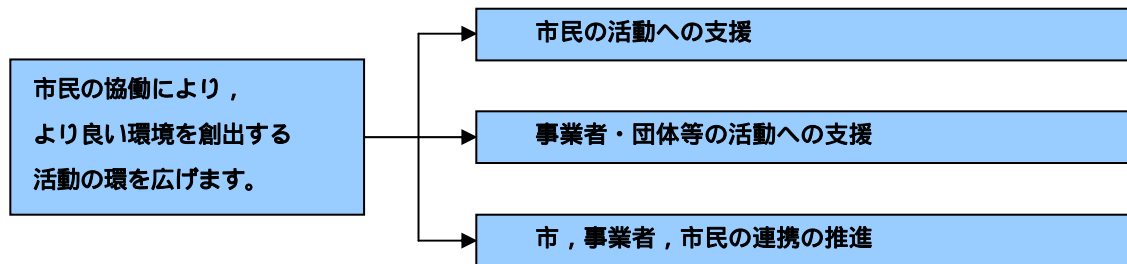 市民の協働により，
より良い環境を創出する
活動の環を広げます。
市民の活動への支援
事業者・団体等の活動への支援
市，事業者，市民の連携の推進